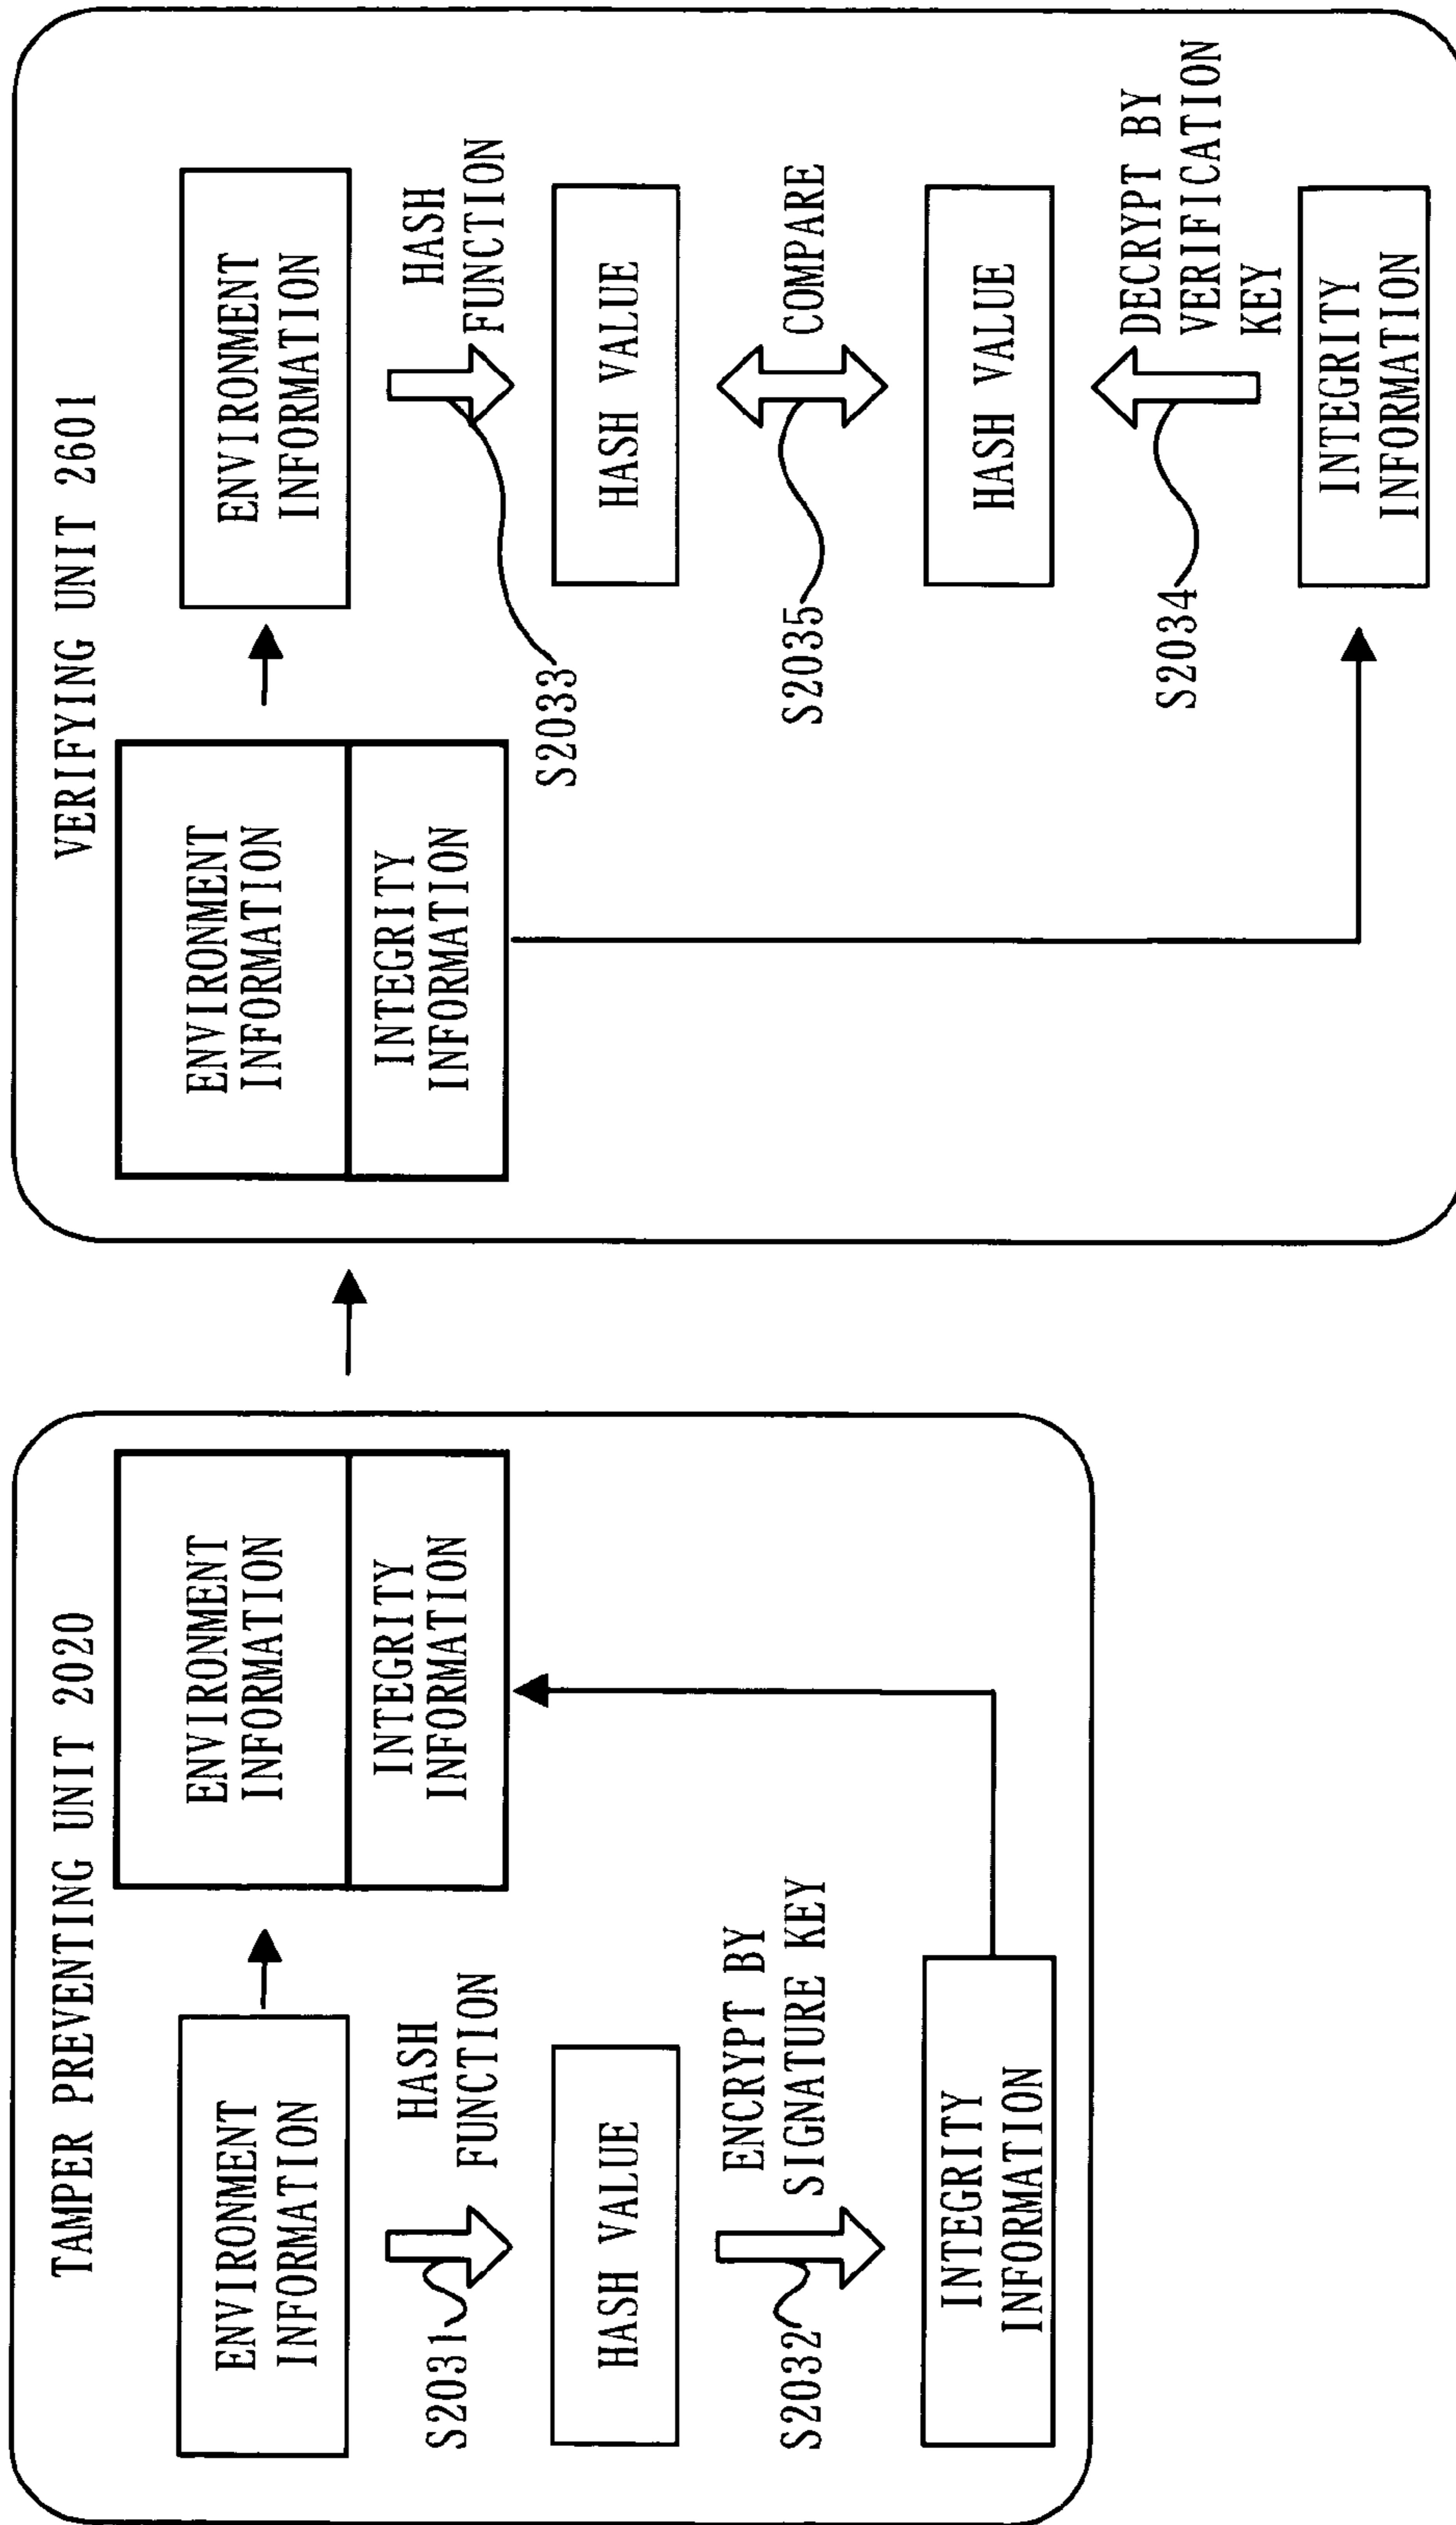 TAMPER PREVENTING UNIT 2020
ENVIRONMENT
INFORMATION
ENVIRONMENT
INFORMATION
INTEGRITY
INFORMATION
S2031
HASH
FUNCTION
HASH VALUE
S2032
ENCRYPT BY
SIGNATURE KEY
INTEGRITY
INFORMATION
VERIFYING UNIT 2601
ENVIRONMENT
INFORMATION
INTEGRITY
INFORMATION
ENVIRONMENT
INFORMATION
S2033
HASH
FUNCTION
HASH VALUE
S2035
COMPARE
HASH VALUE
S2034
DECRYPT BY
VERIFICATION
KEY
INTEGRITY
INFORMATION